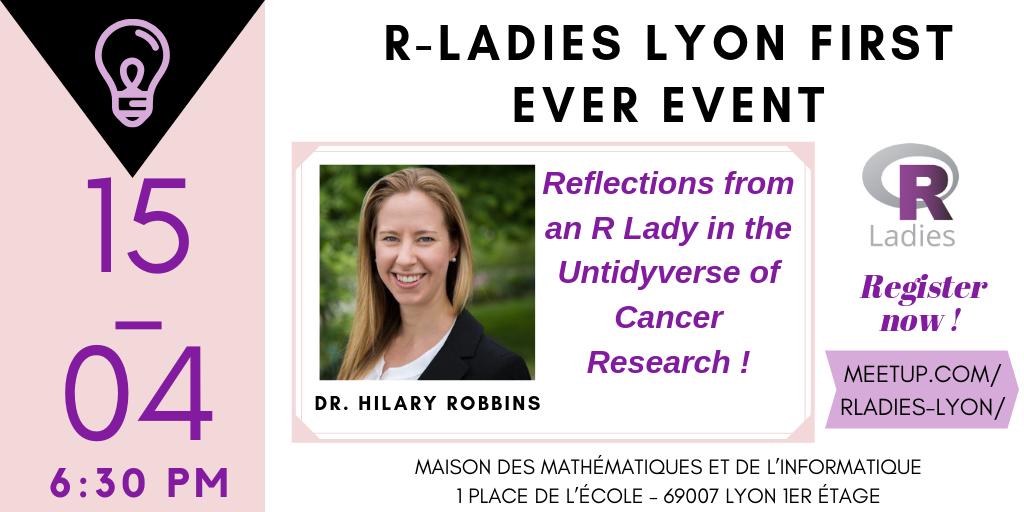 R-LADIES LYON FIRST
EVER EVENT
15
–
04
6:30 PM
Reflections from
an R Lady in the
Untidyverse of
Cancer
Research !
DR. HILARY ROBBINS
R
Ladies
Register
now !
MEETUP.COM/
RLADIES-LYON/
MAISON DES MATHÉMATIQUES ET DE L'INFORMATIQUE
1 PLACE DE L'ÉCOLE - 69007 LYON 1ER ÉTAGE